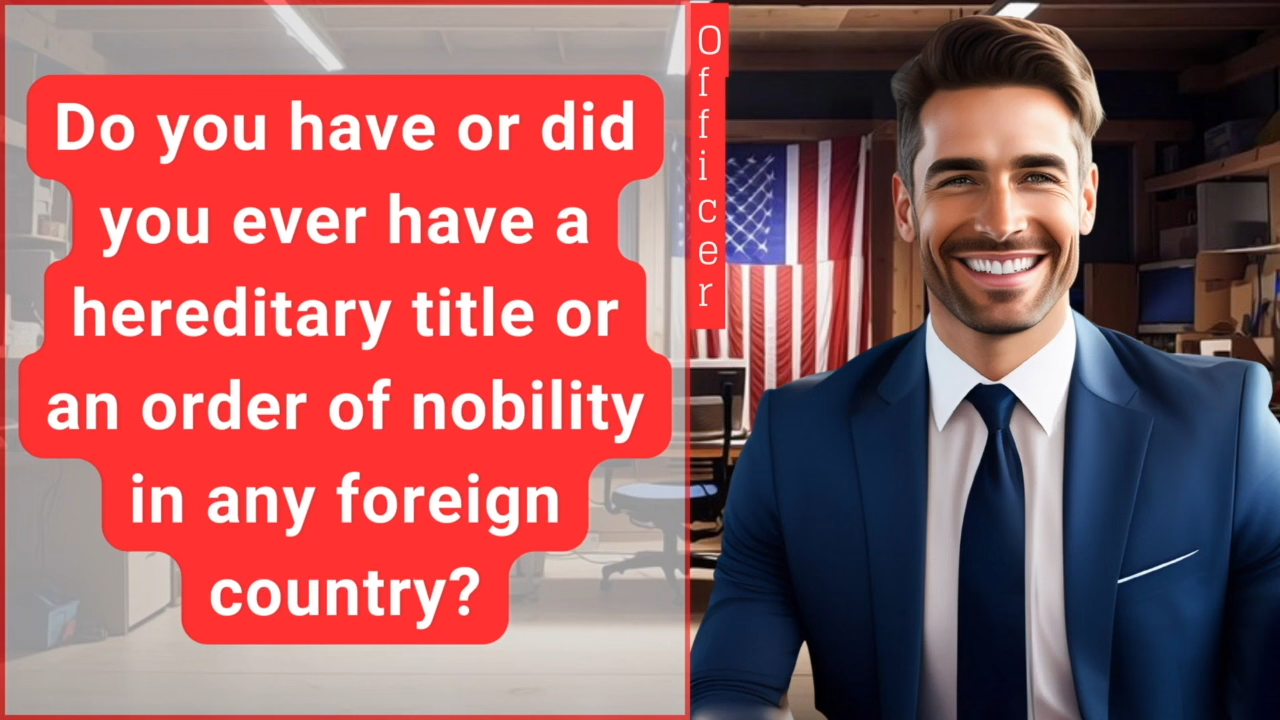 Do you have or did
you ever have a
hereditary title or
an order of nobility
in any foreign
country?
Officer